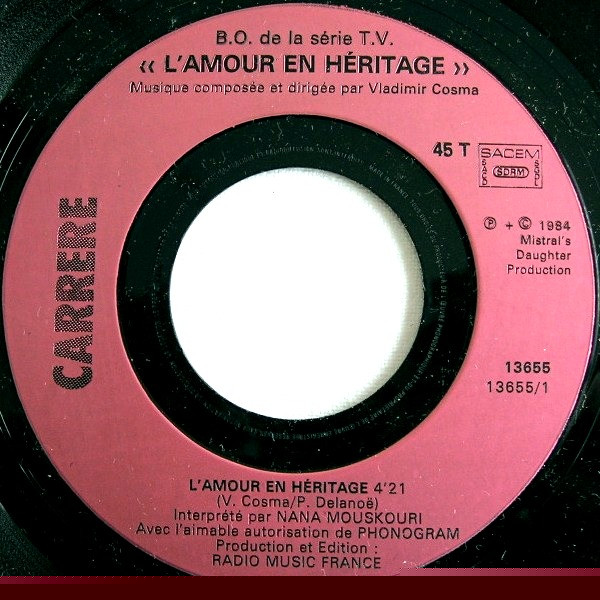 B.O. de la série T.V.
‹‹ L'AMOUR EN HÉRITAGE ››
Musique composée et dirigée par Vladimir Cosma
45 T
SACEM
SACD SDRM SGDL
℗ + © 1984
Mistral's
Daughter
Production
CARRERE
13655
13655/1
L'AMOUR EN HÉRITAGE 4'21
(V. Cosma/P. Delanoë)
Interprété par NANA MOUSKOURI
Avec l'aimable autorisation de PHONOGRAM
Production et Edition :
RADIO MUSIC FRANCE